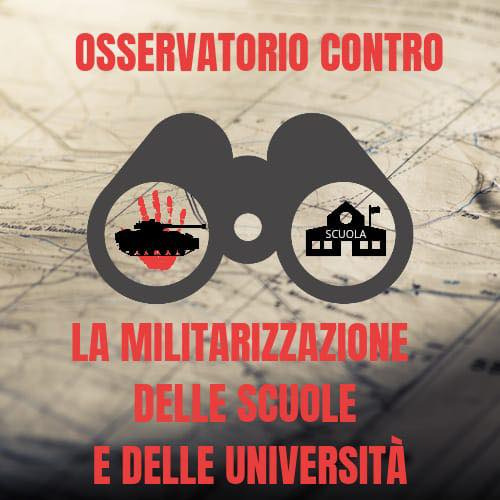 OSSERVATORIO CONTRO
SCUOLA
LA MILITARIZZAZIONE
DELLE SCUOLE
E DELLE UNIVERSITÀ